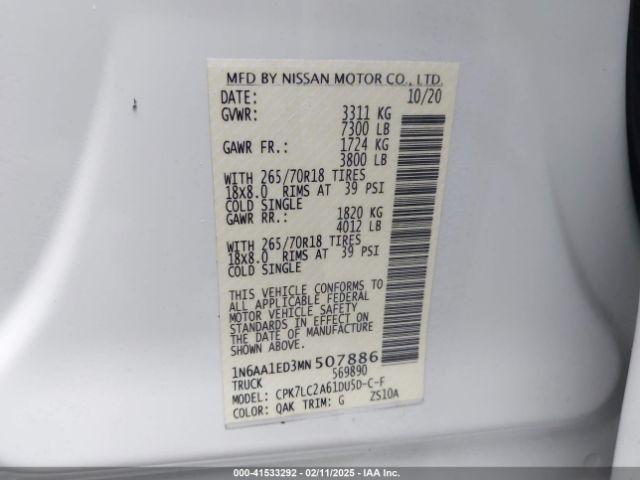 MFD BY NISSAN MOTOR CO., LTD.
DATE: 10/20
GVWR: 3311 KG
7300 LB
GAWR FR.: 1724 KG
3800 LB
WITH 265/70R18 TIRES
18X8.0 RIMS AT 39 PSI
COLD SINGLE
GAWR RR.: 1820 KG
4012 LB
WITH 265/70R18 TIRES
18X8.0 RIMS AT 39 PSI
COLD SINGLE
THIS VEHICLE CONFORMS TO
ALL APPLICABLE FEDERAL
MOTOR VEHICLE SAFETY
STANDARDS IN EFFECT ON
THE DATE OF MANUFACTURE
SHOWN ABOVE.
1N6AA1ED3MN507886
TRUCK 569890
MODEL: CPK7LC2A61DU5D-C-F
COLOR: QAK TRIM: G ZS10A
000-41533292 - 02/11/2025 - IAA Inc.